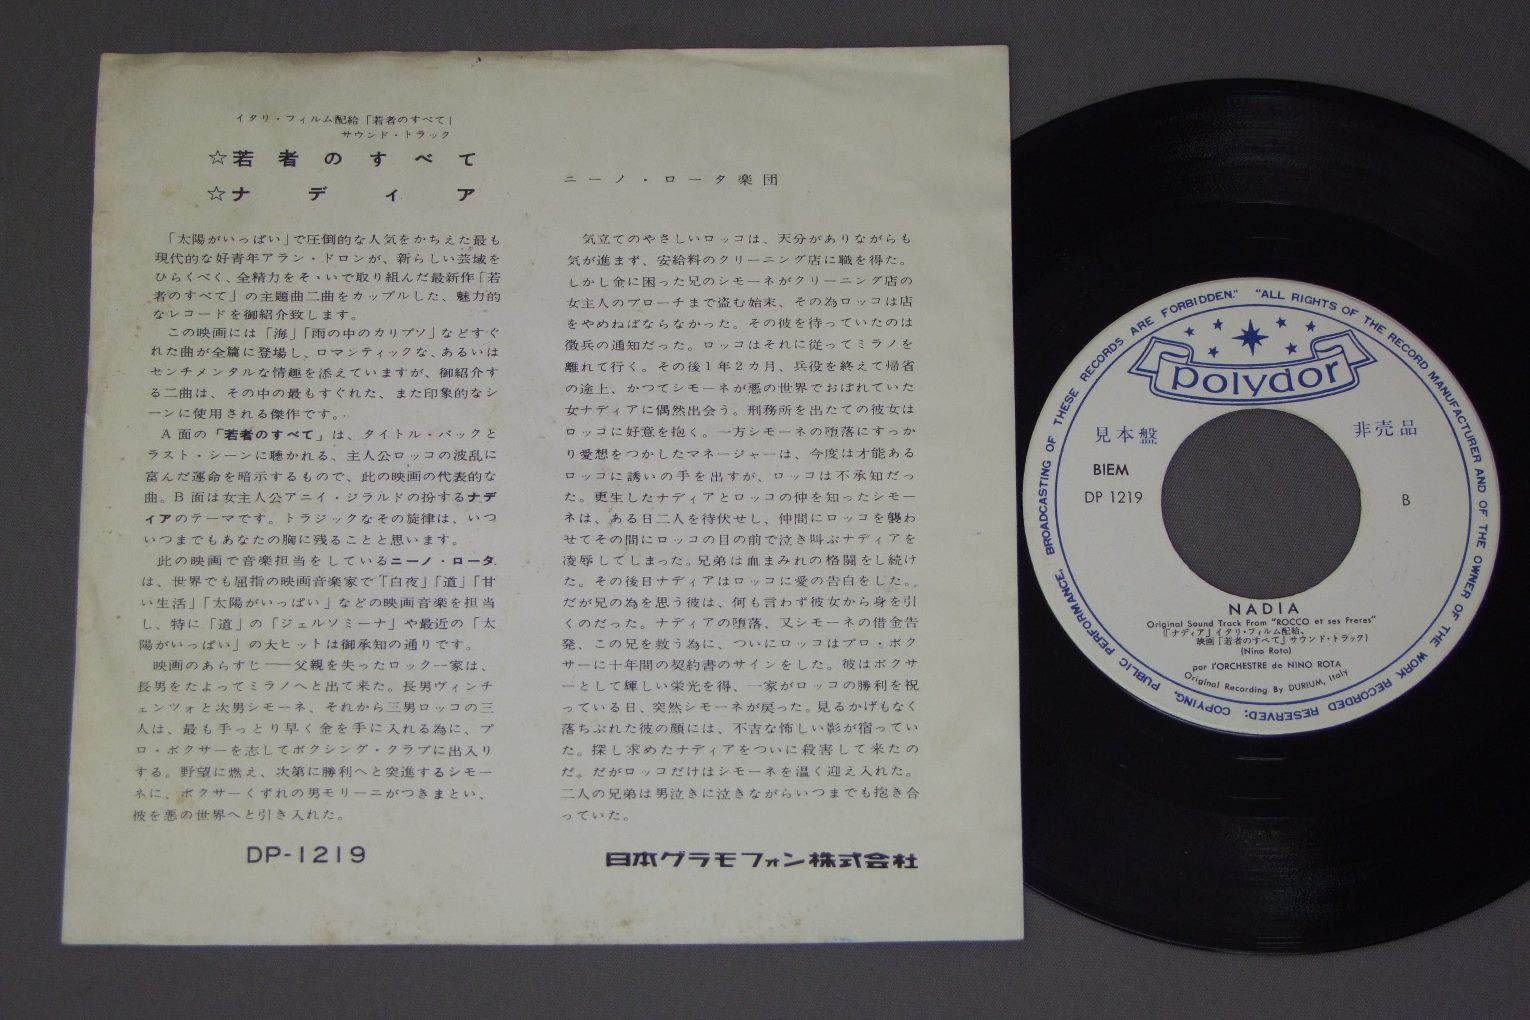 イタリ・フィルム配給「若者のすべて」
サウンド・トラック
☆若者のすべて
☆ナディア
ニーノ・ロータ楽団
「太陽がいっぱい」で圧倒的な人気をかちえた最も
現代的な好青年アラン・ドロンが、新らしい芸域を
ひらくべく、全精力をそゝいで取り組んだ最新作「若
者のすべて」の主題曲二曲をカップルした、魅力的
なレコードを御紹介致します。
この映画には「海」「雨の中のカリプソ」などすぐ
れた曲が全篇に登場し、ロマンティックな、あるいは
センチメンタルな情趣を添えていますが、御紹介す
る二曲は、その中の最もすぐれた、また印象的なシ
ーンに使用される傑作です。
A面の「若者のすべて」は、タイトル・バックと
ラスト・シーンに聴かれる、主人公ロッコの波乱に
富んだ運命を暗示するもので、此の映画の代表的な
曲。B面は女主人公アニイ・ジラルドの扮するナデ
ィアのテーマです。トラジックなその旋律は、いつ
いつまでもあなたの胸に残ることと思います。
此の映画で音楽担当をしているニーノ・ロータ
は、世界でも屈指の映画音楽家で「白夜」「道」「甘
い生活」「太陽がいっぱい」などの映画音楽を担当
し、特に「道」の「ジェルソミーナ」や最近の「太
陽がいっぱい」の大ヒットは御承知の通りです。
映画のあらすじ——父親を失ったロック一家は、
長男をたよってミラノへと出て来た。長男ヴィンチ
ェンツォと次男シモーネ、それから三男ロッコの三
人は、最も手っとり早く金を手に入れる為に、プ
ロ・ボクサーを志してボクシング・クラブに出入り
する。野望に燃え、次第に勝利へと突進するシモー
ネに、ボクサーくずれの男モリーニがつきまとい、
彼を悪の世界へと引き入れた。
気立てのやさしいロッコは、天分がありながらも
気が進まず、安給料のクリーニング店に職を得た。
しかし金に困った兄のシモーネがクリーニング店の
女主人のブローチまで盗む始末、その為ロッコは店
をやめねばならなかった。その彼を待っていたのは
徴兵の通知だった。ロッコはそれに従ってミラノを
離れて行く。その後1年2カ月、兵役を終えて帰省
の途上、かつてシモーネが悪の世界でおぼれていた
女ナディアに偶然出会う。刑務所を出たての彼女は
ロッコに好意を抱く。一方シモーネの堕落にすっか
り愛想をつかしたマネージャーは、今度は才能ある
ロッコに誘いの手を出すが、ロッコは不承知だっ
た。更生したナディアとロッコの仲を知ったシモー
ネは、ある日二人を待伏せし、仲間にロッコを襲わ
せてその間にロッコの目の前で泣き叫ぶナディアを
凌辱してしまった。兄弟は血まみれの格闘をし続け
た。その後日ナディアはロッコに愛の告白をした。
だが兄の為を思う彼は、何も言わず彼女から身を引
くのだった。ナディアの堕落、又シモーネの借金告
発、この兄を救う為に、ついにロッコはプロ・ボク
サーに十年間の契約書のサインをした。彼はボクサ
ーとして輝しい栄光を得、一家がロッコの勝利を祝
っている日、突然シモーネが戻った。見るかげもなく
落ちぶれた彼の顔には、不吉な怖しい影が宿ってい
た。探し求めたナディアをついに殺害して来たの
だ。だがロッコだけはシモーネを温く迎え入れた。
二人の兄弟は男泣きに泣きながらいつまでも抱き合
っていた。
DP-1219
日本グラモフォン株式会社
"ALL RIGHTS OF THE RECORD MANUFACTURER AND OF THE OWNER OF THE WORK RECORDED RESERVED; COPYING, PUBLIC PERFORMANCE, BROADCASTING OF THESE RECORDS ARE FORBIDDEN."
polydor
見本盤
非売品
BIEM
DP 1219
B
NADIA
Original Sound Track From "ROCCO et ses Freres"
(「ナディア」イタリ・フィルム配給、
映画「若者のすべて」サウンド・トラック)
(Nino Rota)
par l'ORCHESTRE de NINO ROTA
Original Recording By DURIUM, Italy